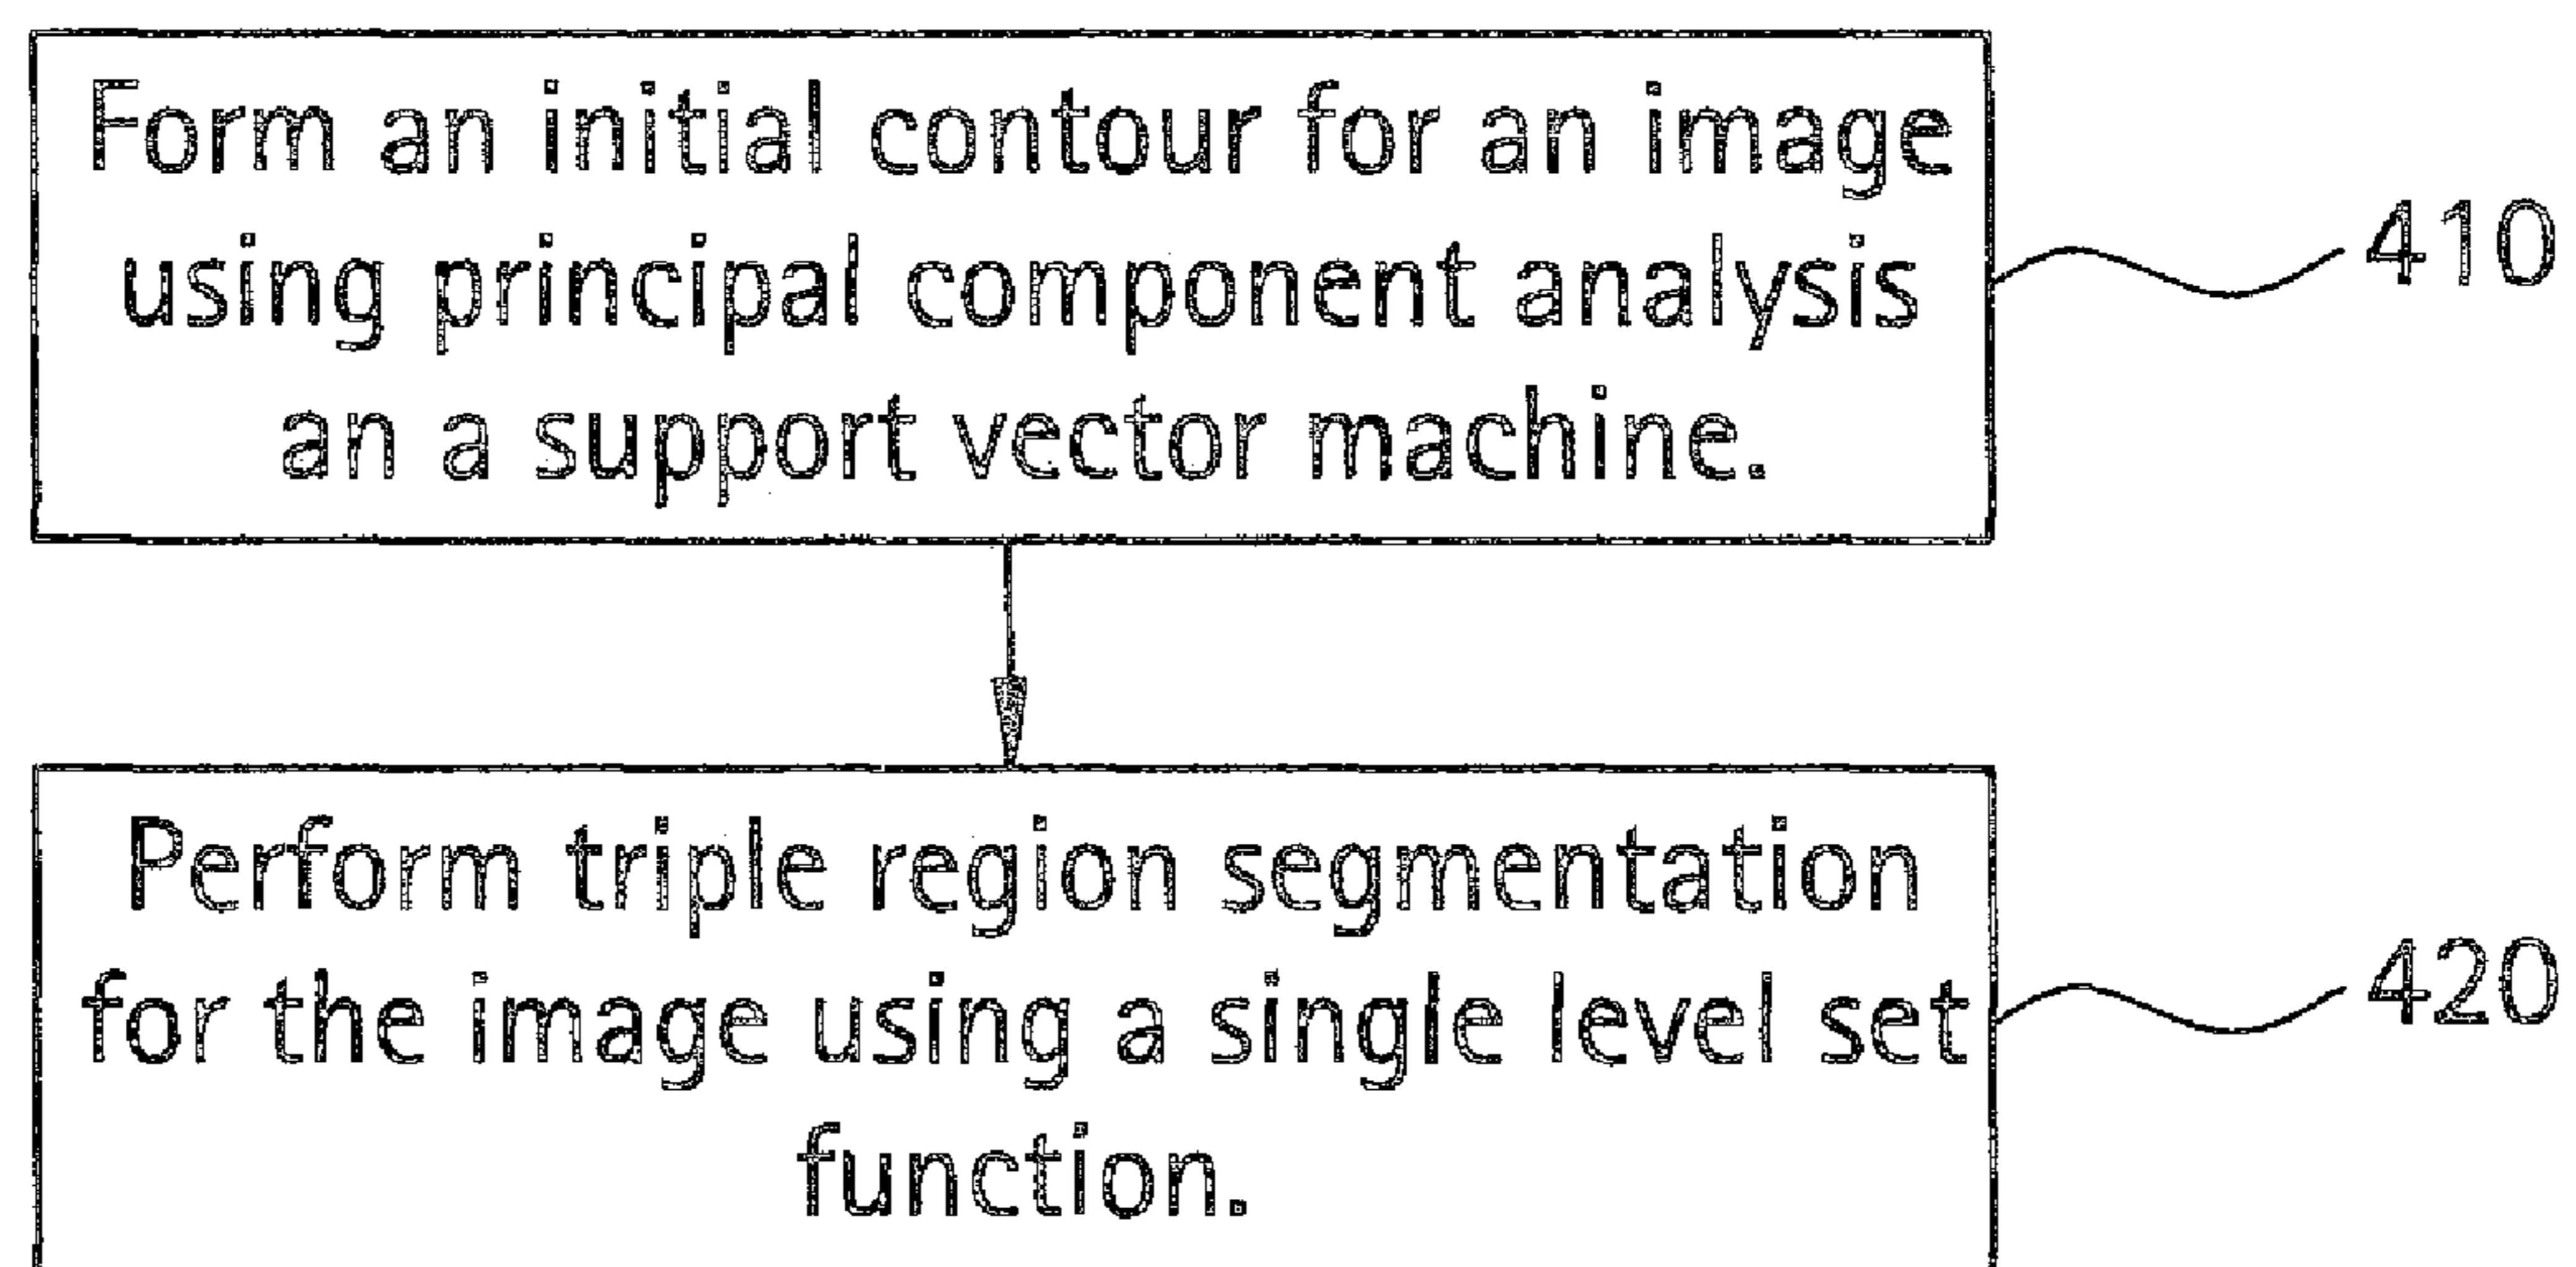 Form an initial contour for an image
using principal component analysis
an a support vector machine.
410
Perform triple region segmentation
for the image using a single level set
function.
420